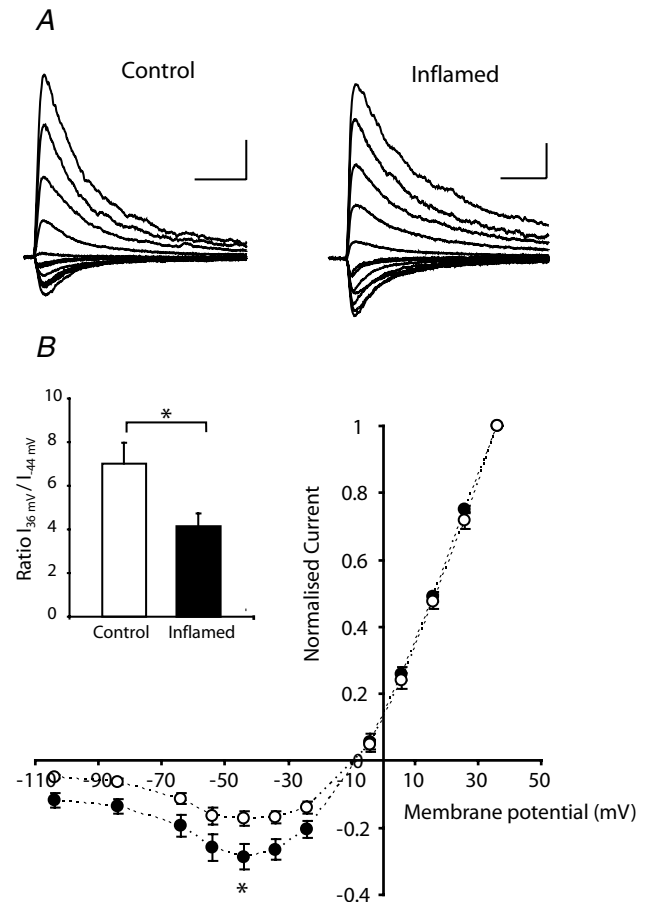 A
Control
Inflamed
B
10
8
6
4
2
0
Ratio I36 mV / I-44 mV
*
Control
Inflamed
1
0.8
0.6
0.4
0.2
0
-0.2
-0.4
Normalised Current
-110
-90
-70
-50
-30
-10
10
30
50
Membrane potential (mV)
*